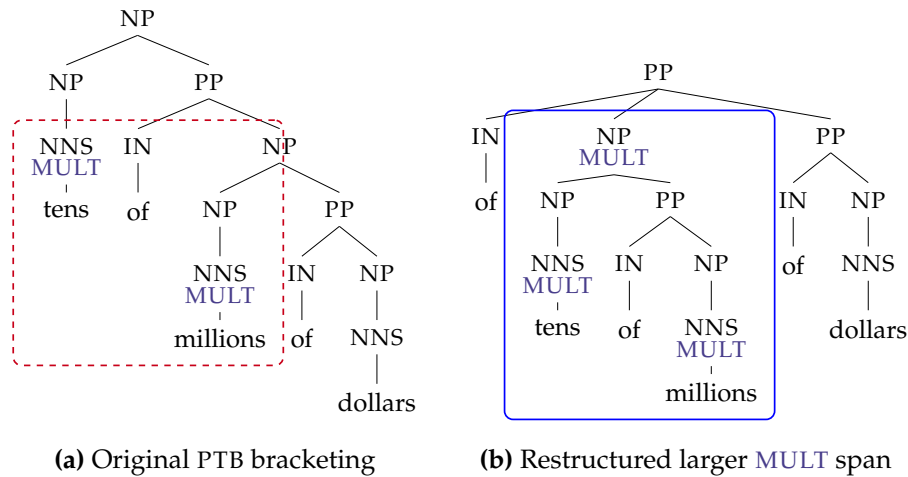 NP
NP PP
NNS IN NP
MULT
tens of NP PP
NNS IN NP
MULT
millions of NNS
dollars
(a) Original PTB bracketing
PP
IN NP PP
MULT
of NP PP IN NP
NNS IN NP of NNS
MULT
tens of NNS dollars
MULT
millions
(b) Restructured larger MULT span